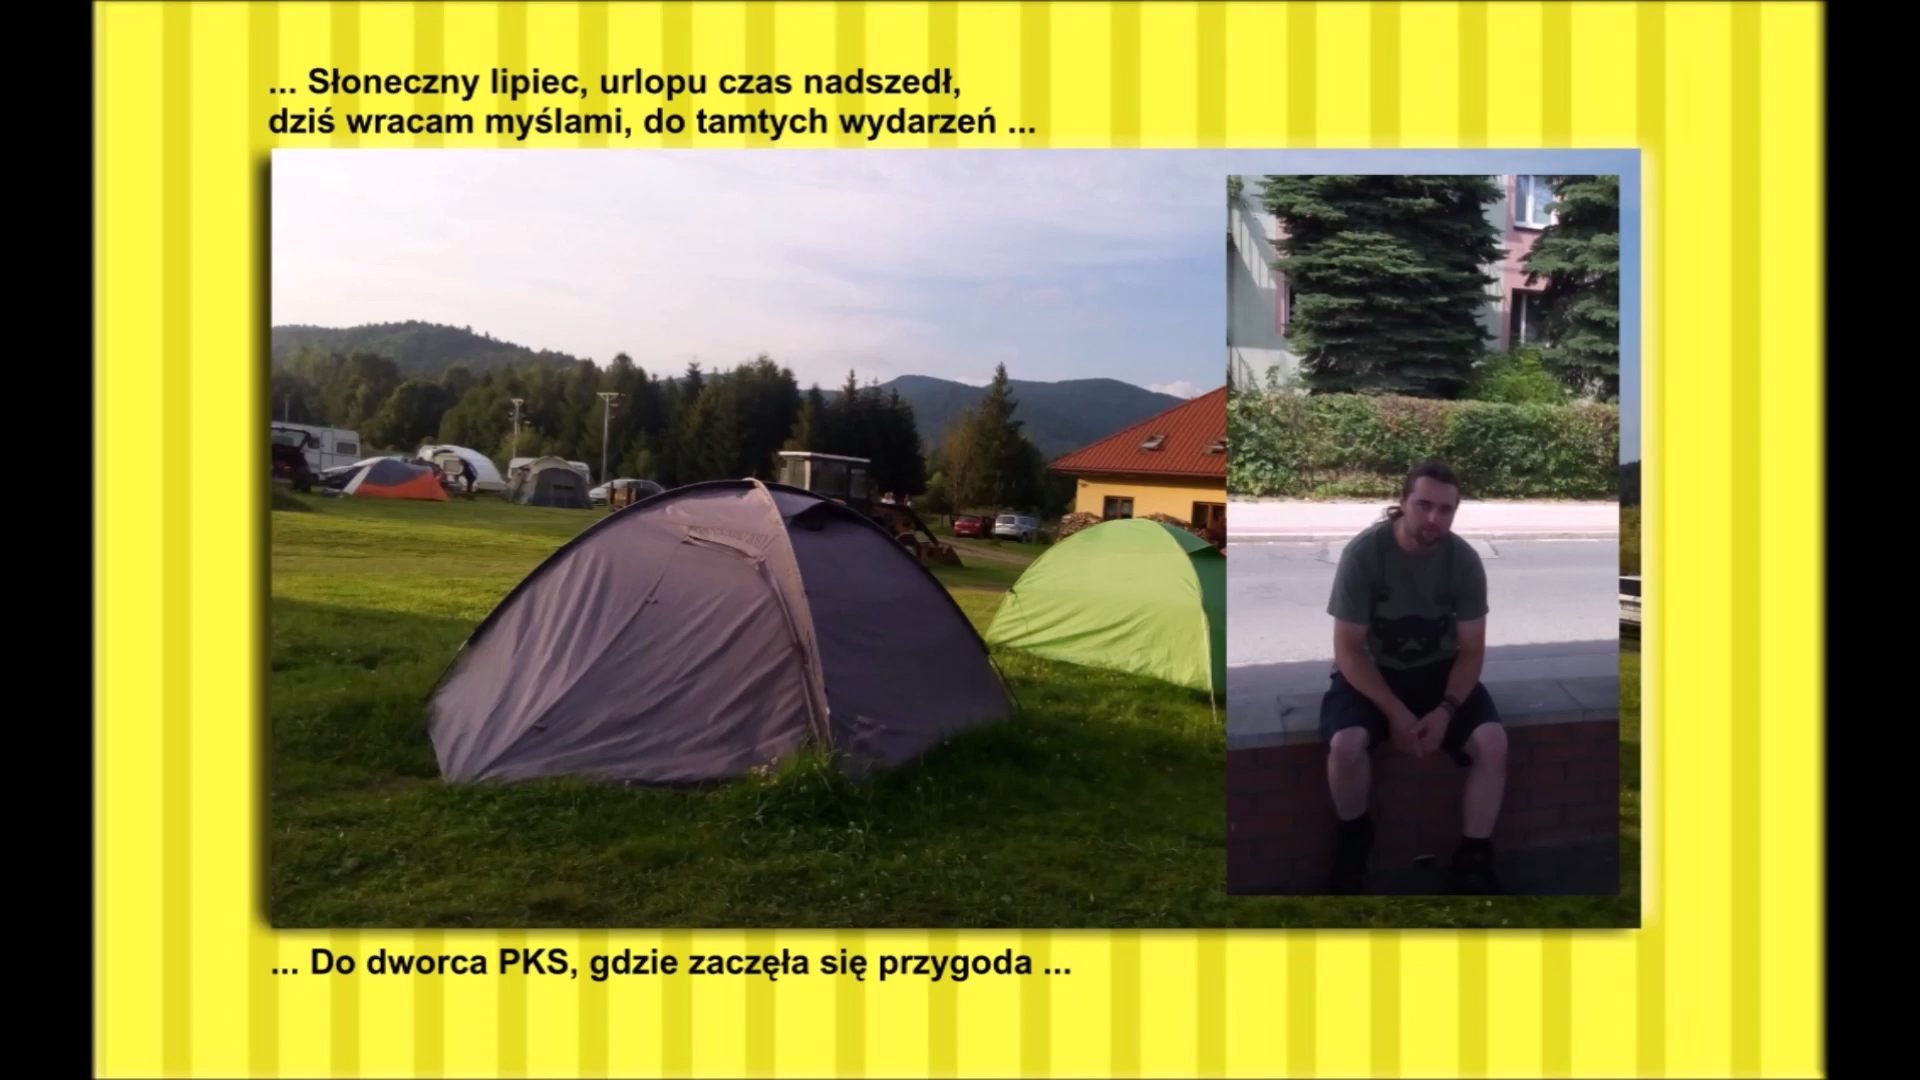 ... Słoneczny lipiec, urlopu czas nadszedł,
dziś wracam myślami, do tamtych wydarzeń ...
... Do dworca PKS, gdzie zaczęła się przygoda ...